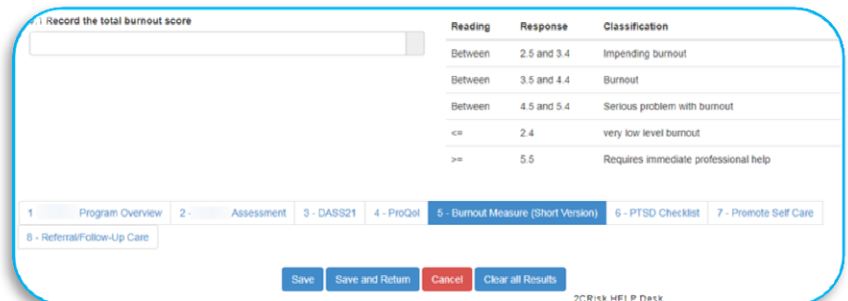 .1 Record the total burnout score
Reading Response Classification
Between 2.5 and 3.4 Impending burnout
Between 3.5 and 4.4 Burnout
Between 4.5 and 5.4 Serious problem with burnout
<= 2.4 very low level burnout
>= 5.5 Requires immediate professional help
1 Program Overview 2 - Assessment 3 - DASS21 4 - ProQol 5 - Burnout Measure (Short Version) 6 - PTSD Checklist 7 - Promote Self Care
8 - Referral/Follow-Up Care
Save Save and Return Cancel Clear all Results
2CRisk HELP Desk